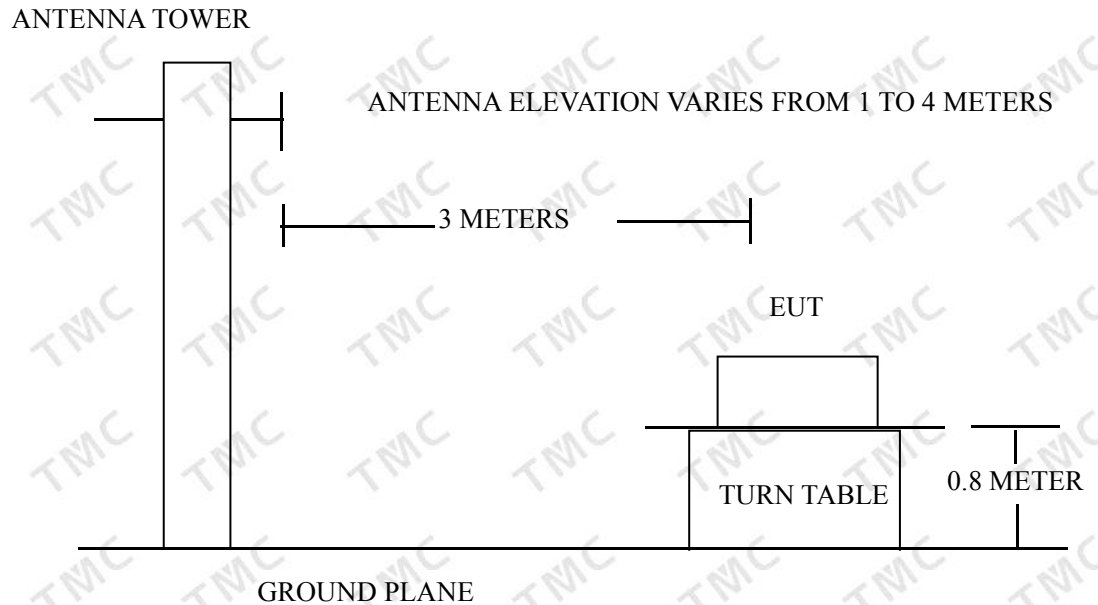 ANTENNA TOWER
ANTENNA ELEVATION VARIES FROM 1 TO 4 METERS
3 METERS
EUT
TURN TABLE
0.8 METER
GROUND PLANE
TMC